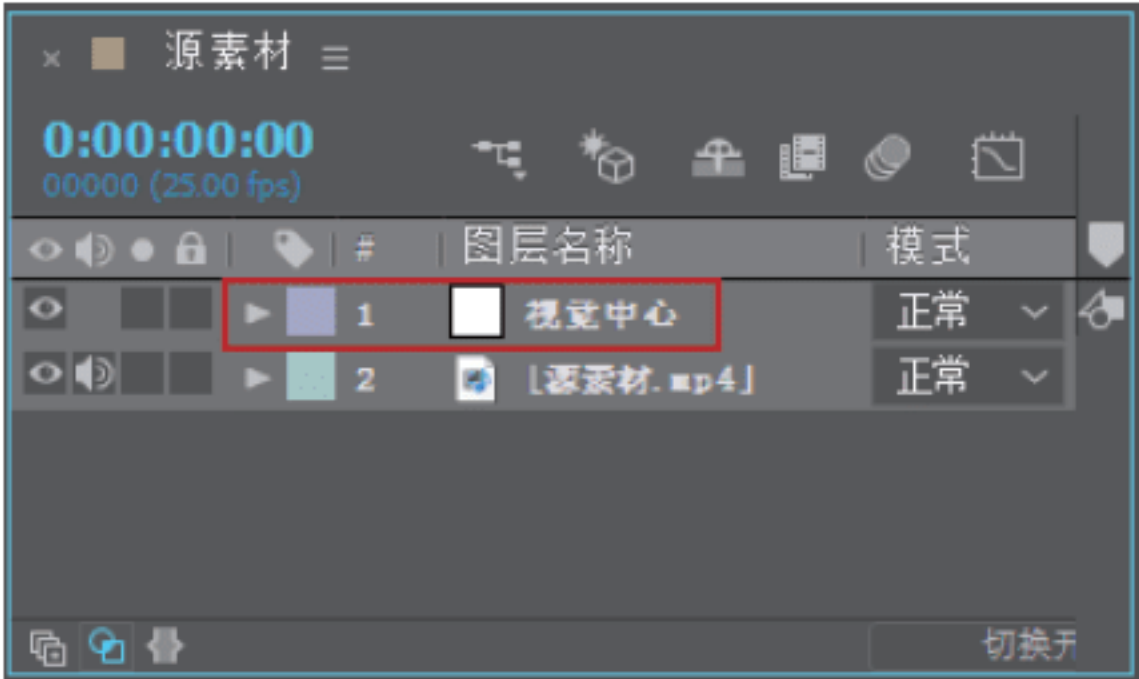 源素材
0:00:00:00
00000 (25.00 fps)
# 图层名称 模式
1 视觉中心 正常
2 [源素材.mp4] 正常
切换开